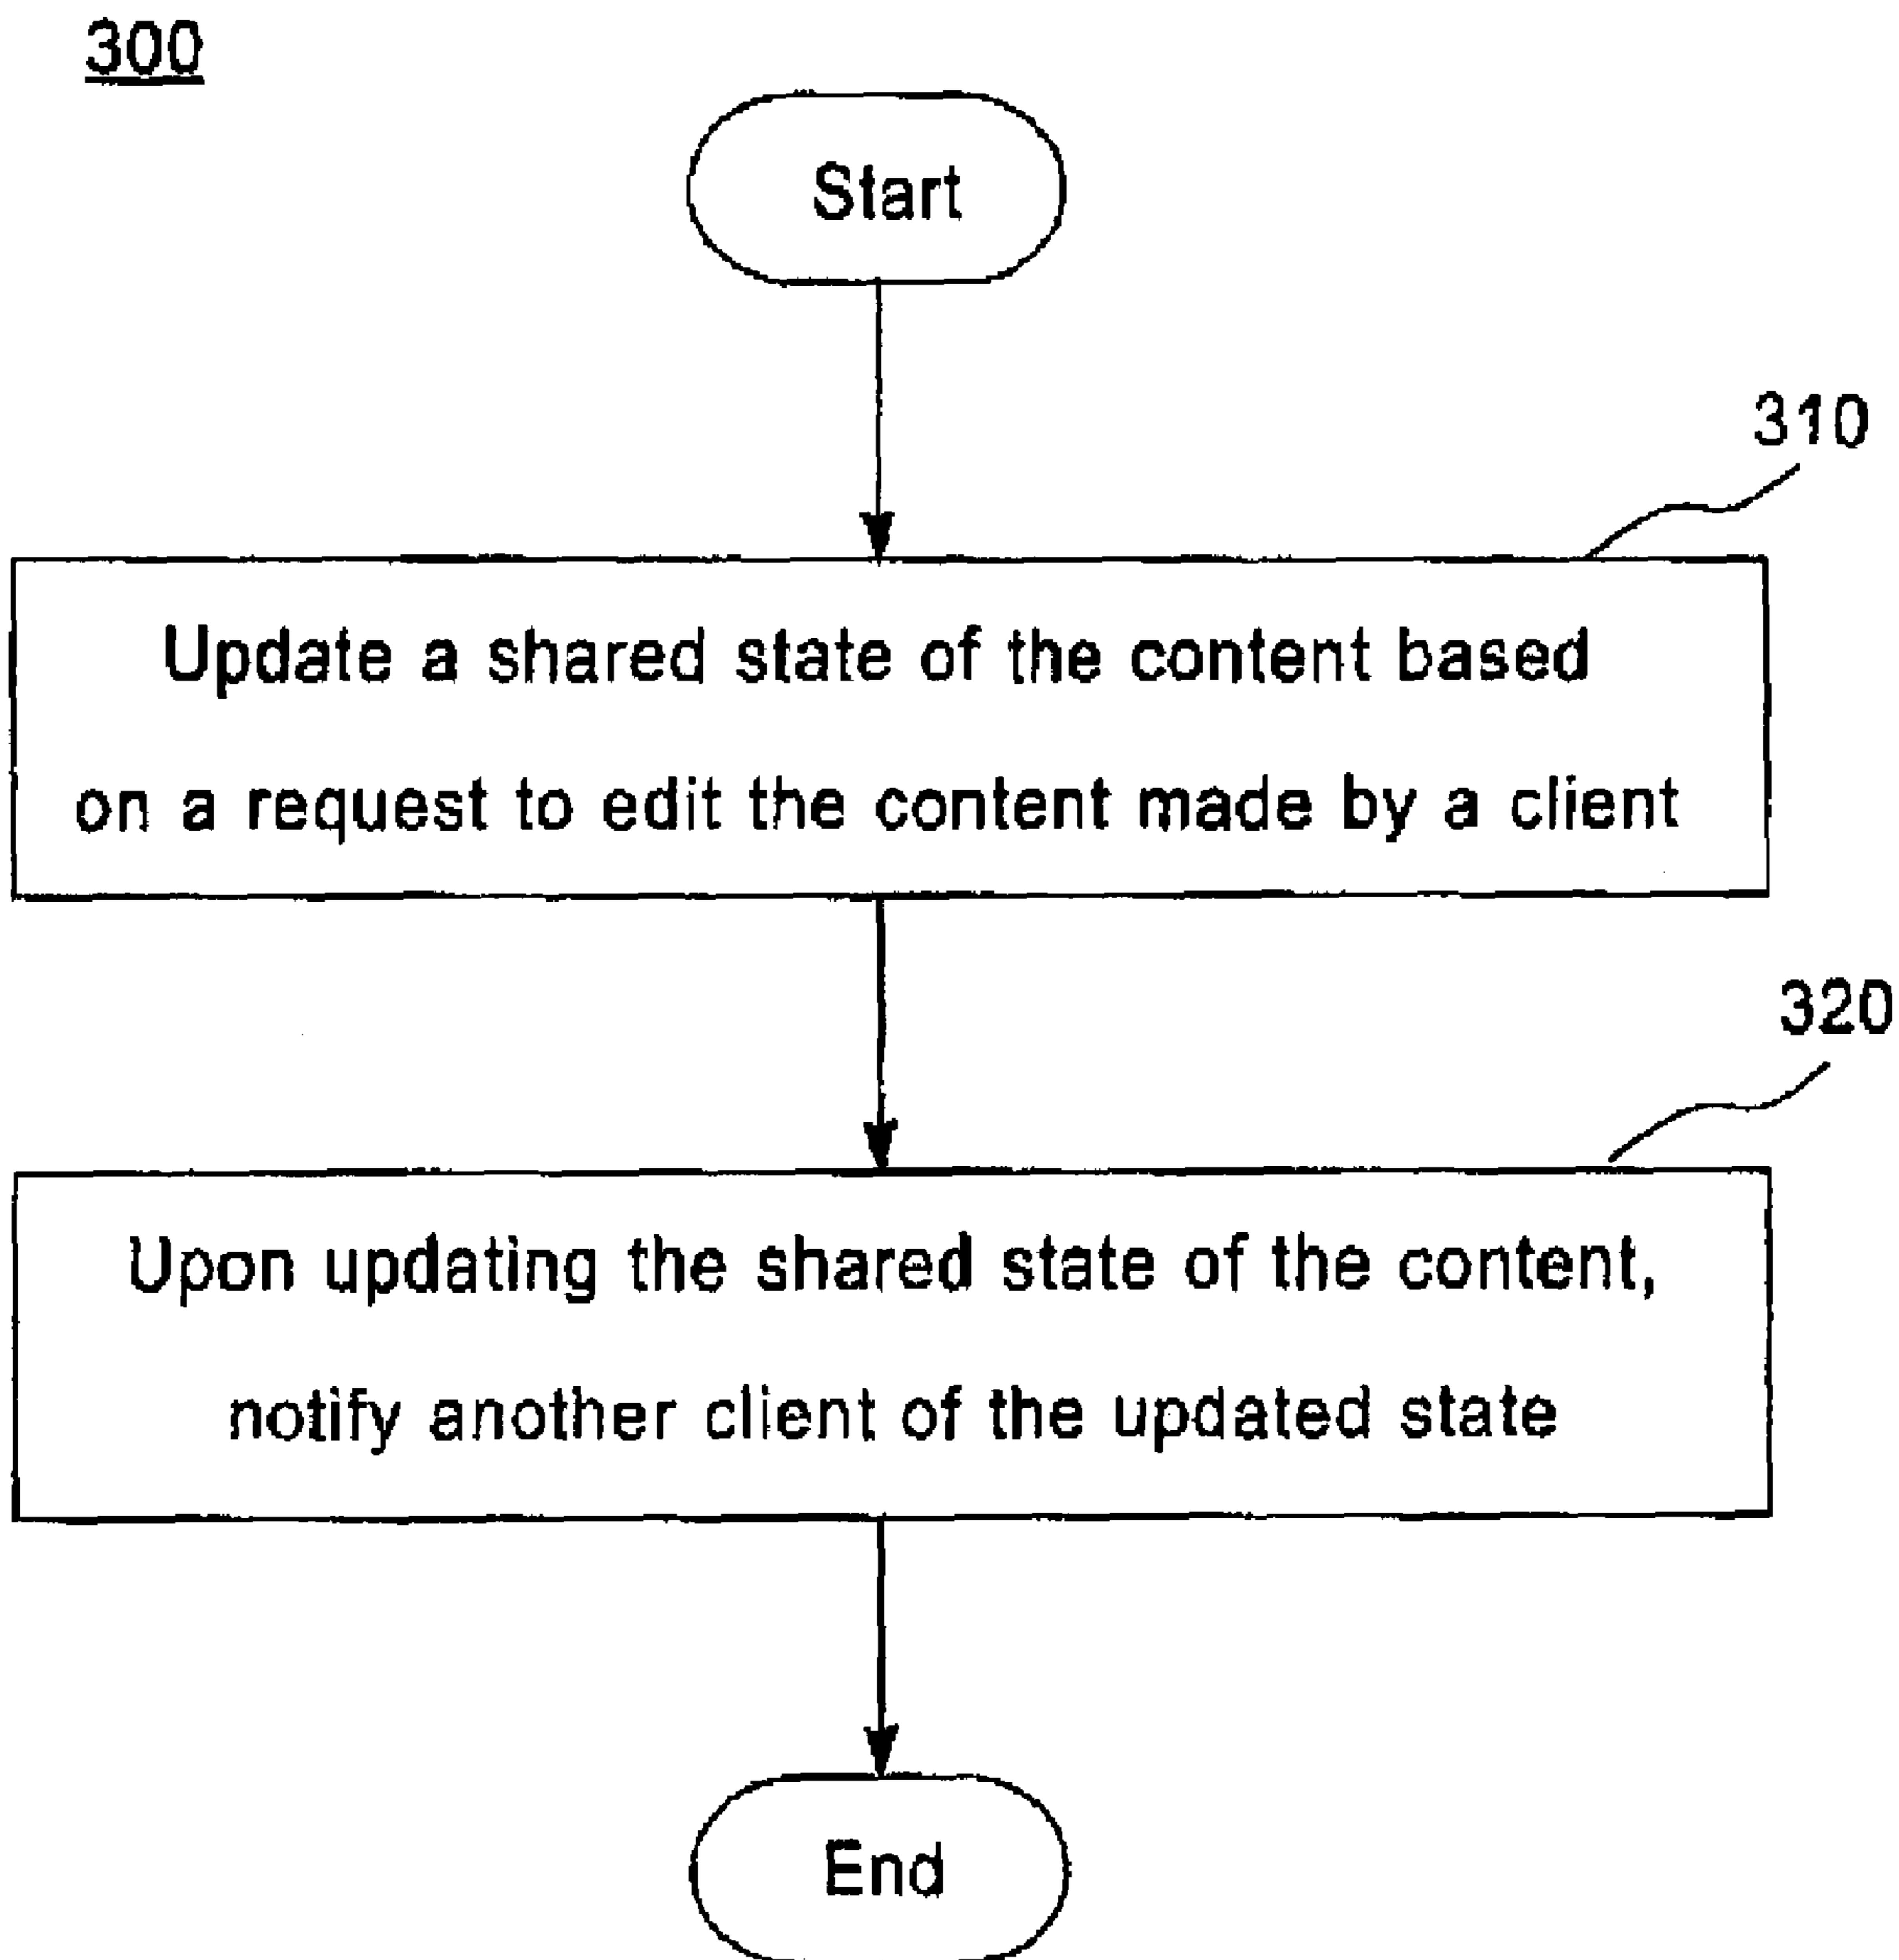 300
Start
310
Update a shared state of the content based
on a request to edit the content made by a client
320
Upon updating the shared state of the content,
notify another client of the updated state
End